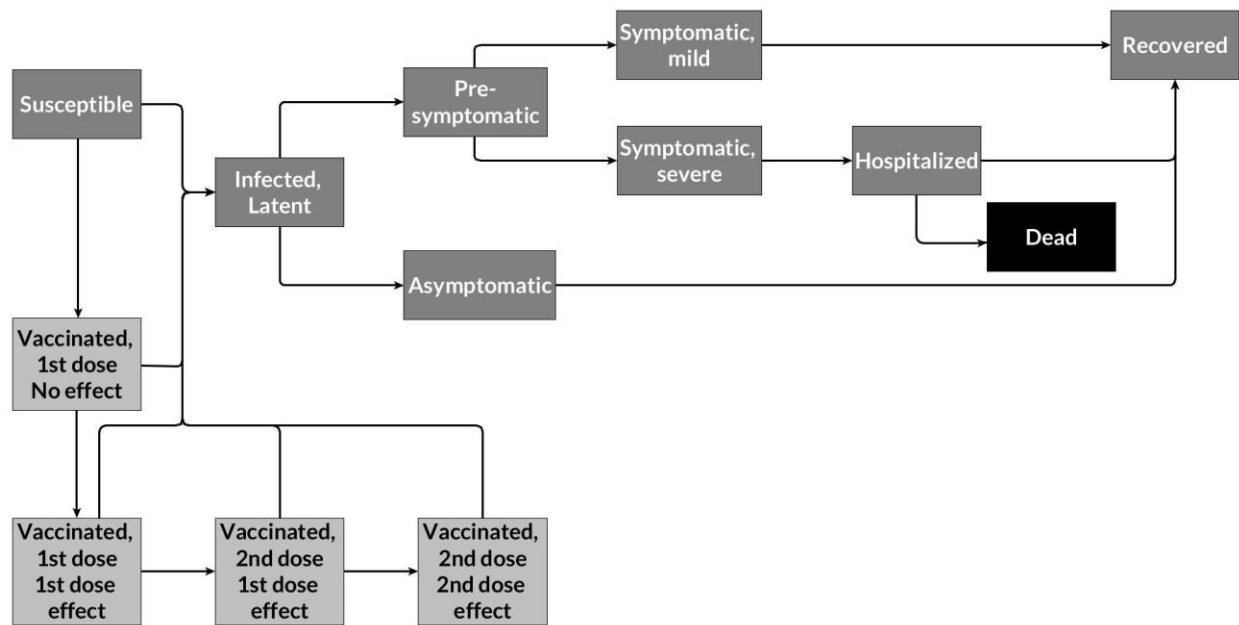 Susceptible
Infected,
Latent
Pre-
symptomatic
Symptomatic,
mild
Recovered
Symptomatic,
severe
Hospitalized
Dead
Asymptomatic
Vaccinated,
1st dose
No effect
Vaccinated,
1st dose
1st dose
effect
Vaccinated,
2nd dose
1st dose
effect
Vaccinated,
2nd dose
2nd dose
effect